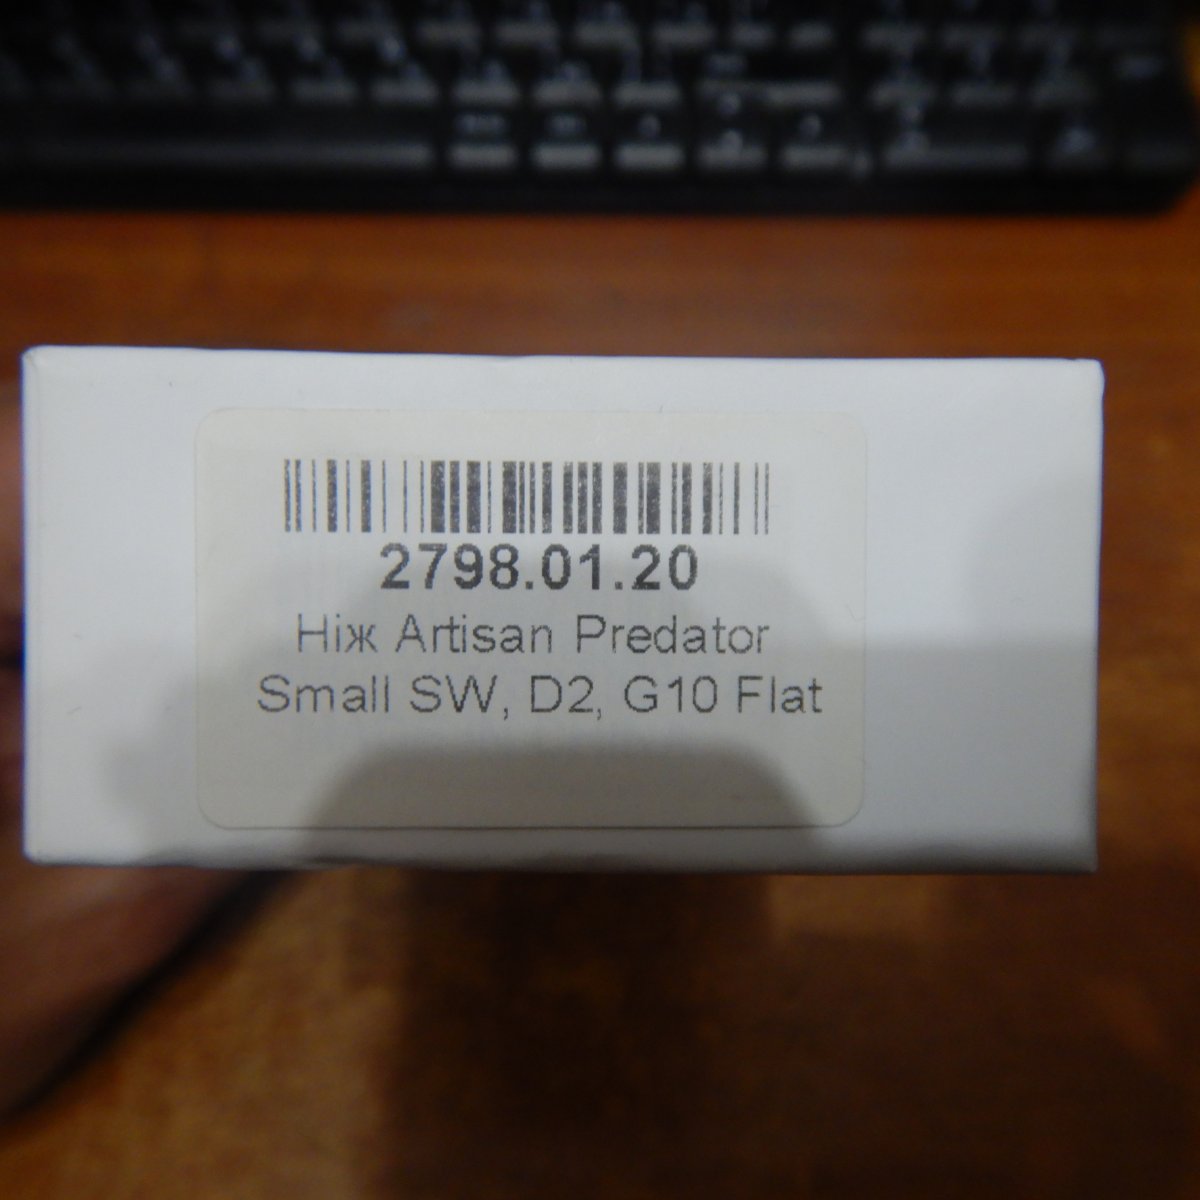 2798.01.20
Ніж Artisan Predator
Small SW, D2, G10 Flat